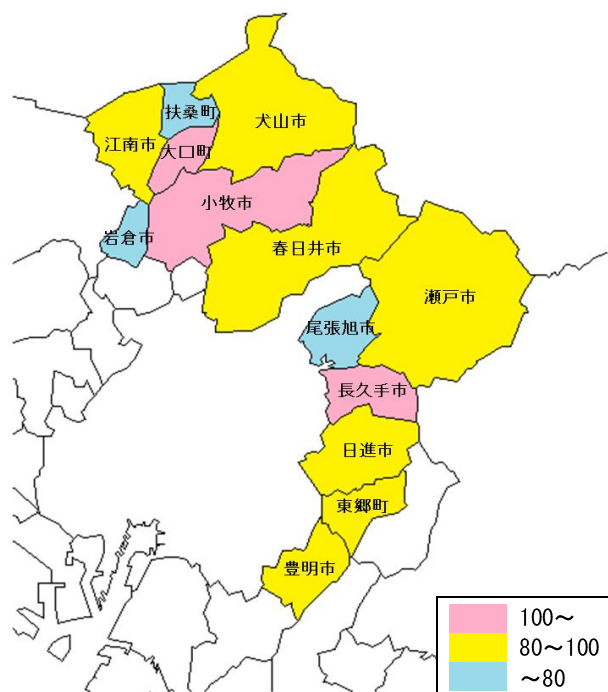 扶桑町
犬山市
江南市
大口町
小牧市
岩倉市
春日井市
瀬戸市
尾張旭市
長久手市
日進市
東郷町
豊明市
100～
80～100
～80